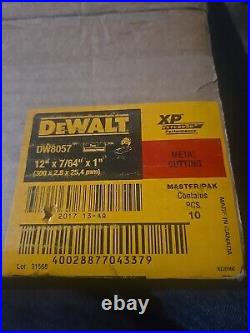 DEWALT
XP
DW8057
12" x 7/64" x 1"
(300 x 2,8 x 25,4 mm)
METAL
CUTTING
MASTER PAK
Contains
PCS
10
2017 13-AQ
MADE IN CANADA
40028877043379
Lot